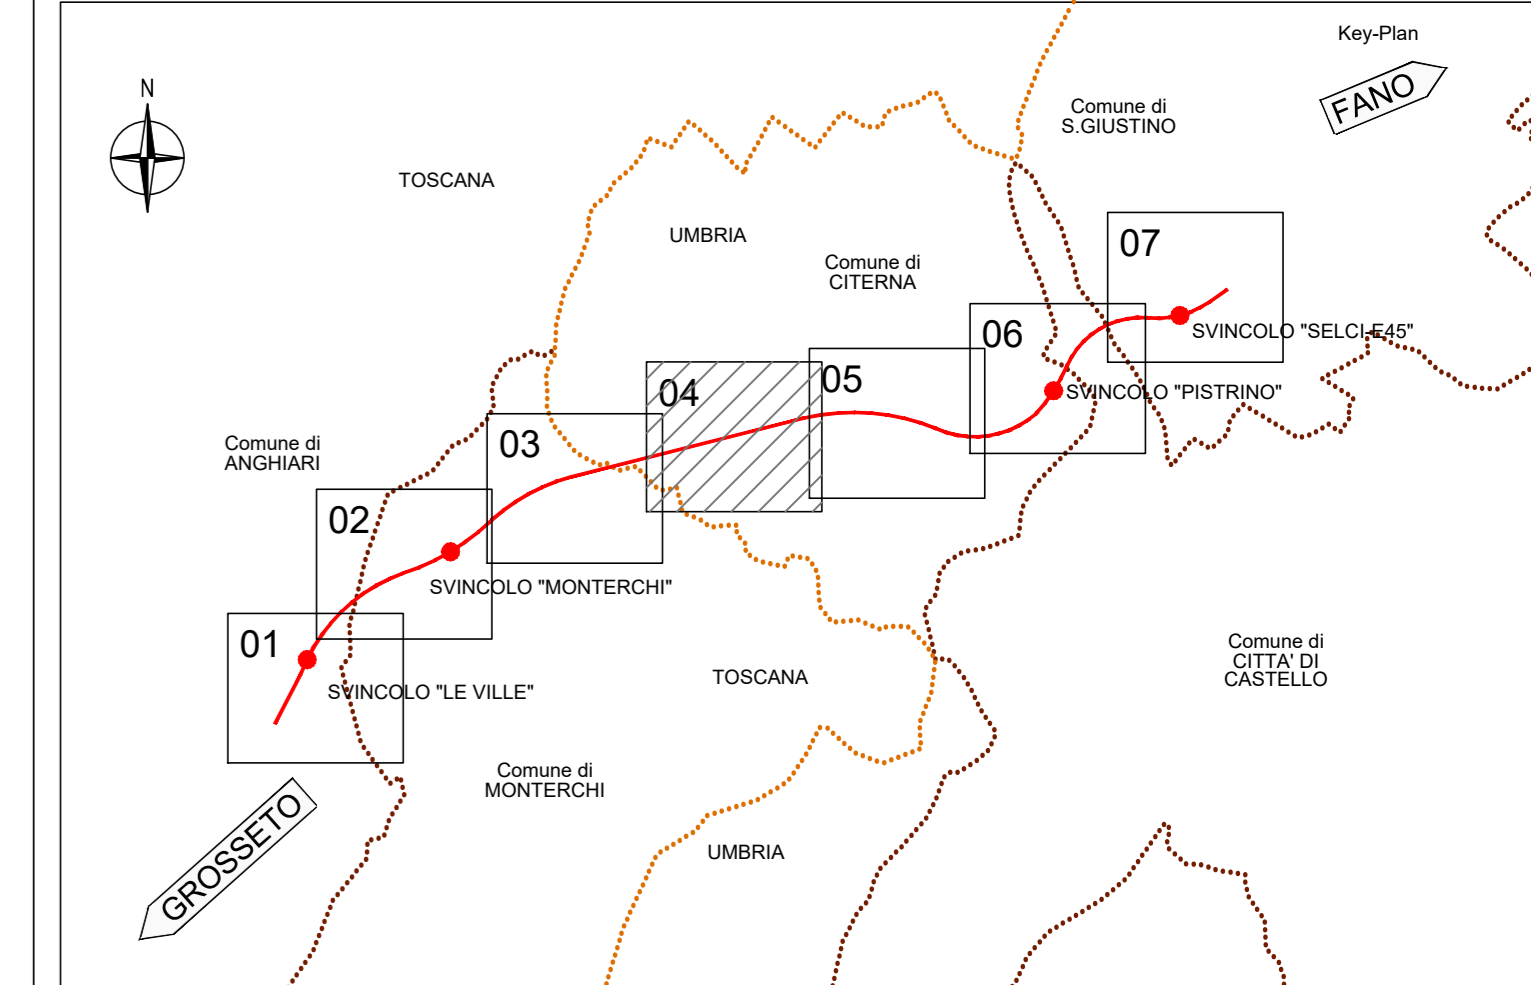 Key-Plan
N
FANO
Comune di
S.GIUSTINO
TOSCANA
UMBRIA
Comune di
CITERNA
07
SVINCOLO "SELCI-E45"
06
SVINCOLO "PISTRINO"
05
04
03
Comune di
ANGHIARI
02
SVINCOLO "MONTERCHI"
01
SVINCOLO "LE VILLE"
TOSCANA
Comune di
CITTA' DI
CASTELLO
Comune di
MONTERCHI
GROSSETO
UMBRIA